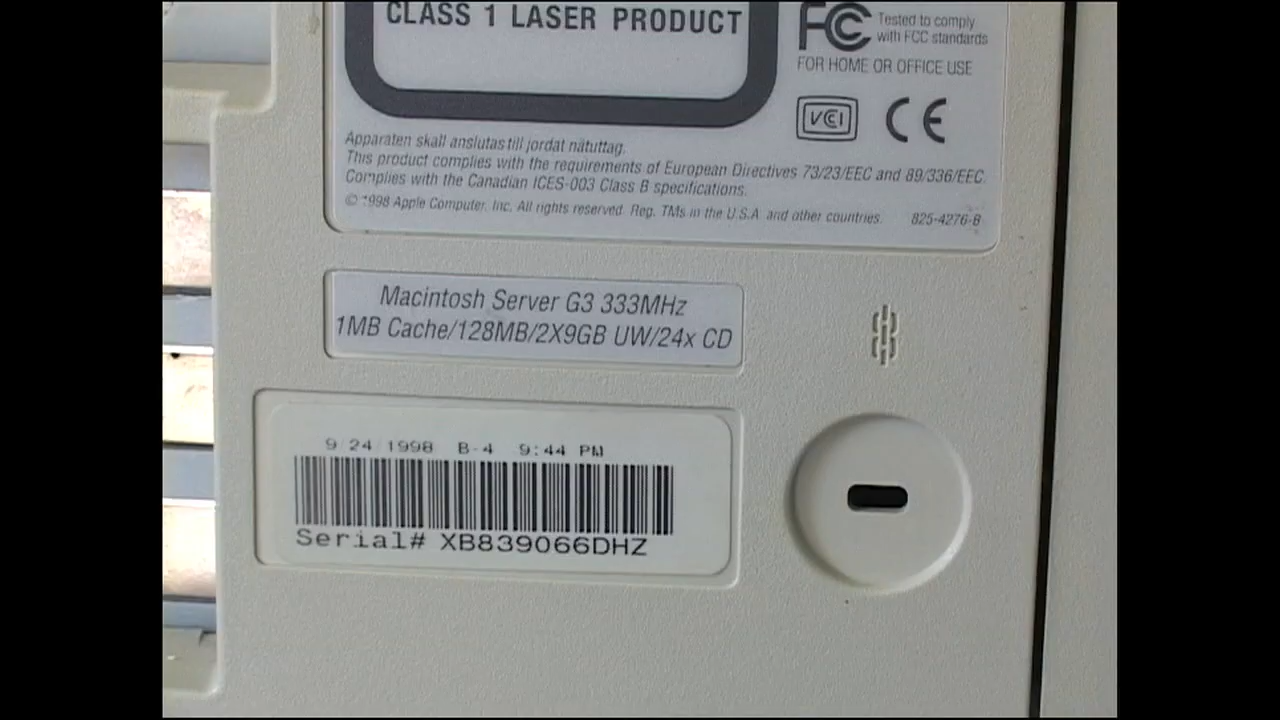 CLASS 1 LASER PRODUCT
FC Tested to comply
with FCC standards
FOR HOME OR OFFICE USE
VCI CE
Apparaten skall anslutas till jordat nätuttag.
This product complies with the requirements of European Directives 73/23/EEC and 89/336/EEC.
Complies with the Canadian ICES-003 Class B specifications.
© 1998 Apple Computer, Inc. All rights reserved. Reg. TMs in the U.S.A. and other countries. 825-4276-B
Macintosh Server G3 333MHz
1MB Cache/128MB/2X9GB UW/24x CD
9/24/1998 B-4 9:44 PM
Serial# XB839066DHZ